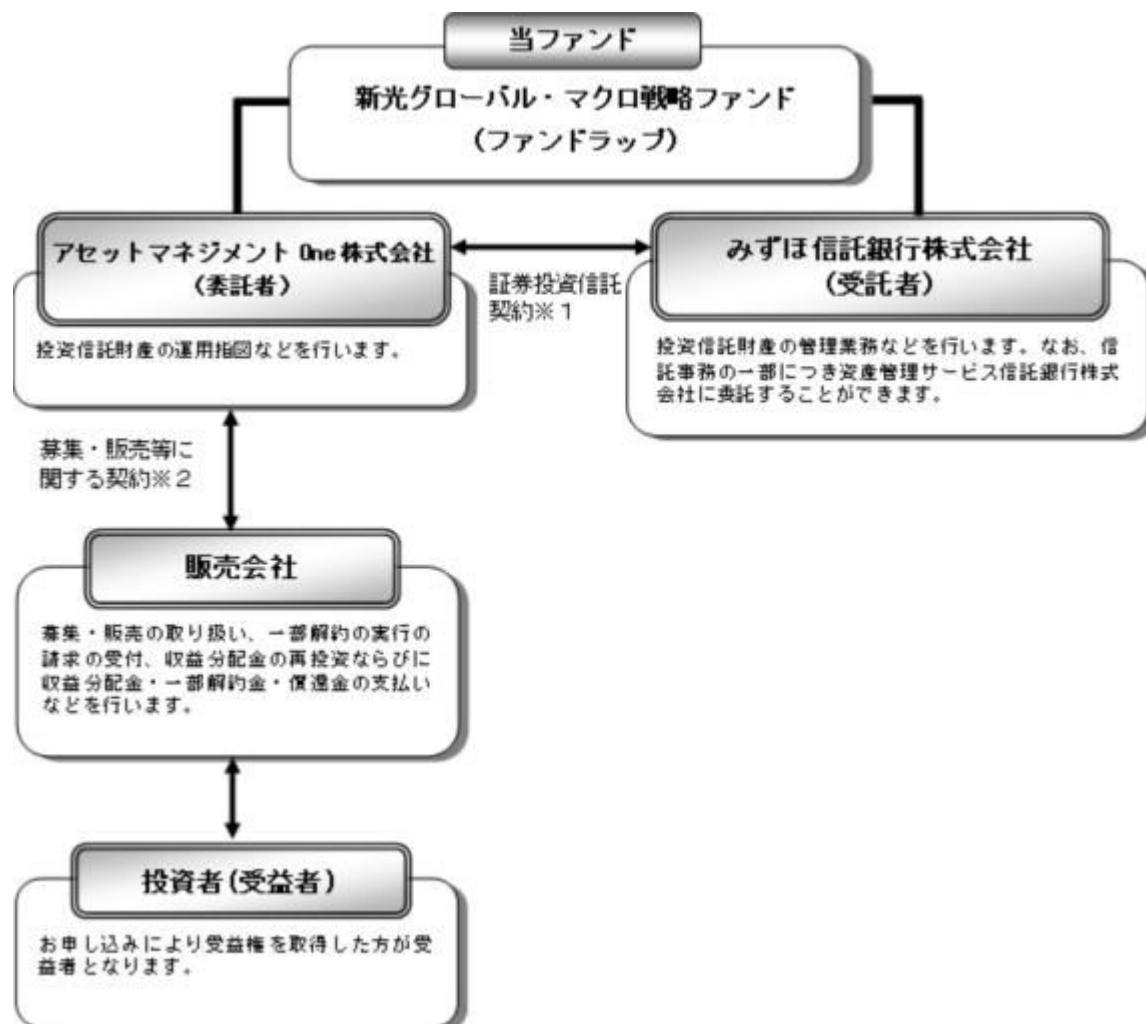 当ファンド
新光グローバル・マクロ戦略ファンド
(ファンドラップ)
アセットマネジメント One 株式会社
(委託者)
投資信託財産の運用指図などを行います。
証券投資信託
契約※1
みずほ信託銀行株式会社
(受託者)
投資信託財産の管理業務などを行います。なお、信
託事務の一部につき資産管理サービス信託銀行株式
会社に委託することができます。
募集・販売等に
関する契約※2
販売会社
募集・販売の取り扱い、一部解約の実行の
請求の受付、収益分配金の再投資ならびに
収益分配金・一部解約金・償還金の支払い
などを行います。
投資者(受益者)
お申し込みにより受益権を取得した方が受
益者となります。